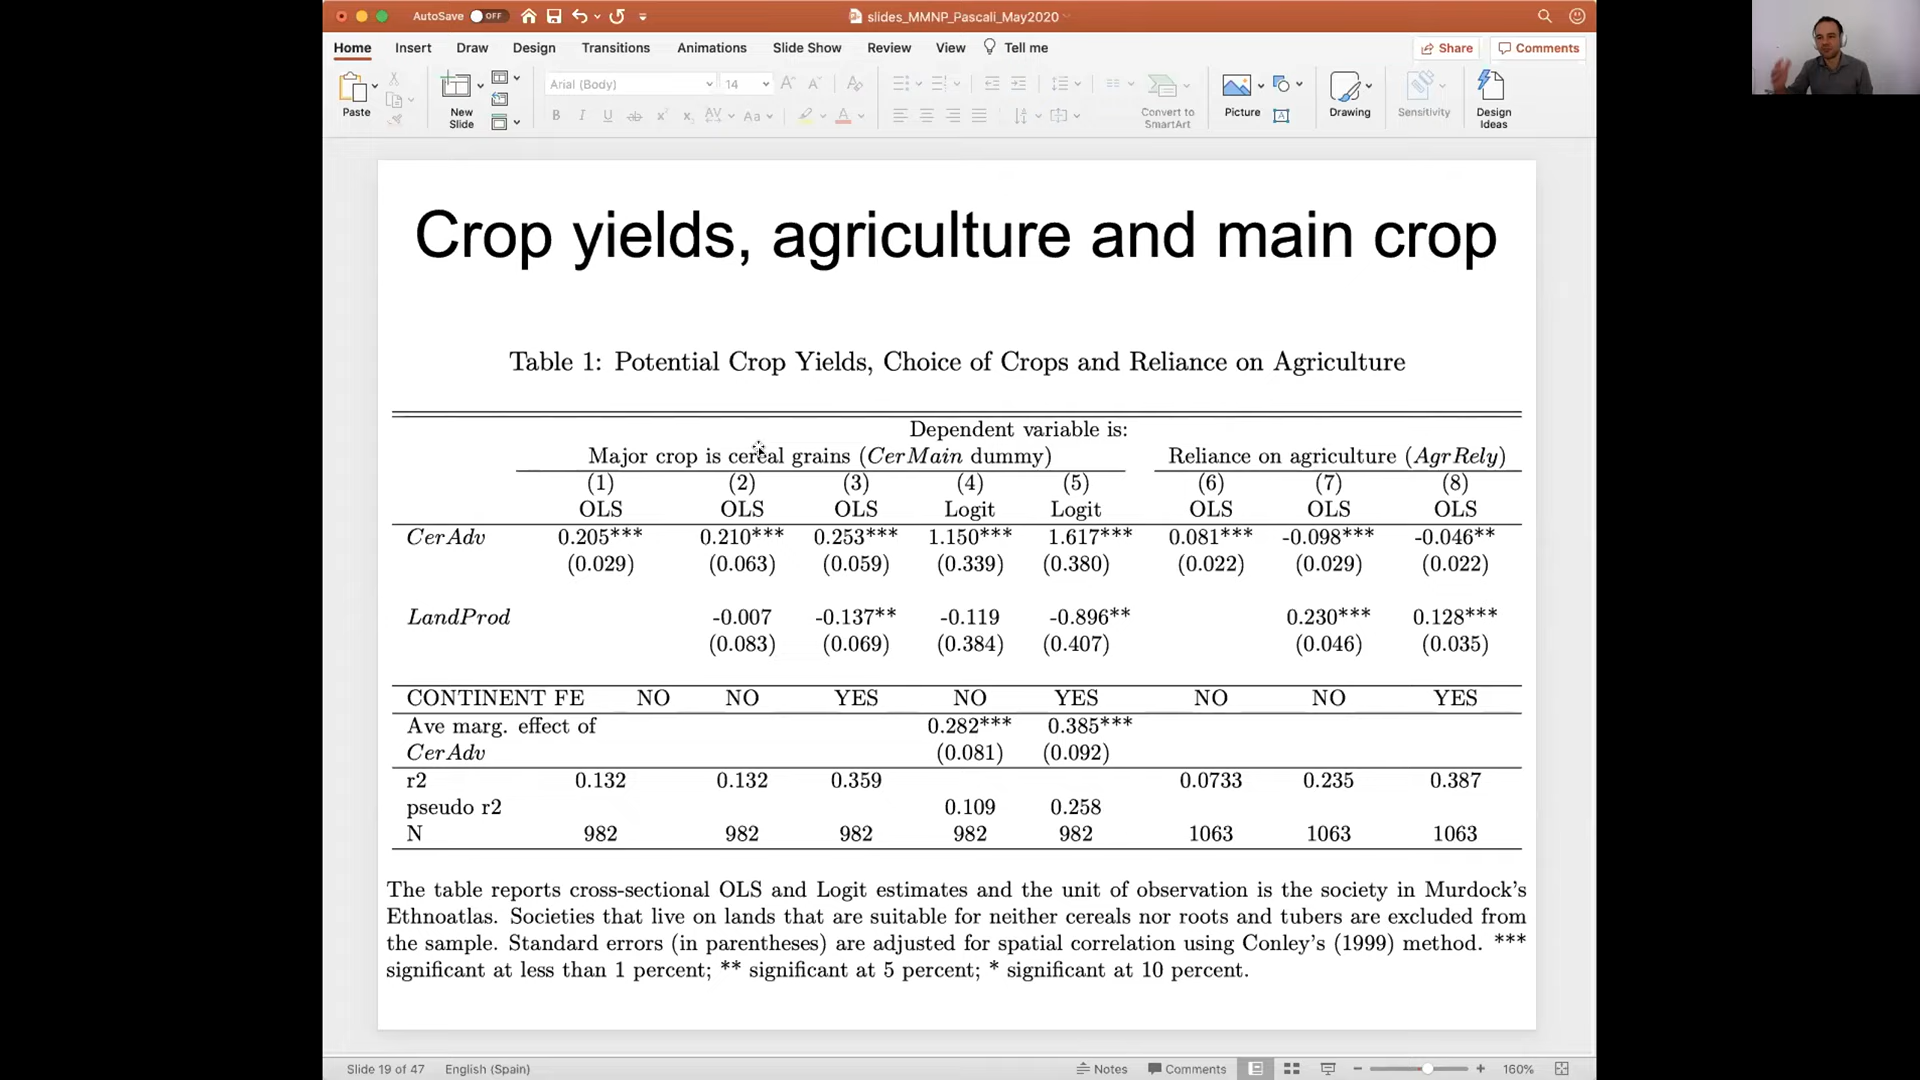 AutoSave OFF
slides_MMNP_Pascali_May2020
Home Insert Draw Design Transitions Animations Slide Show Review View Tell me
Share Comments
Paste
New Slide
Arial (Body) 14
Convert to SmartArt
Picture
Drawing
Sensitivity
Design Ideas
Crop yields, agriculture and main crop
Table 1: Potential Crop Yields, Choice of Crops and Reliance on Agriculture
Dependent variable is:
Major crop is cereal grains (CerMain dummy) Reliance on agriculture (AgrRely)
(1) (2) (3) (4) (5) (6) (7) (8)
OLS OLS OLS Logit Logit OLS OLS OLS
CerAdv 0.205*** 0.210*** 0.253*** 1.150*** 1.617*** 0.081*** -0.098*** -0.046**
(0.029) (0.063) (0.059) (0.339) (0.380) (0.022) (0.029) (0.022)
LandProd -0.007 -0.137** -0.119 -0.896** 0.230*** 0.128***
(0.083) (0.069) (0.384) (0.407) (0.046) (0.035)
CONTINENT FE NO NO YES NO YES NO NO YES
Ave marg. effect of 0.282*** 0.385***
CerAdv (0.081) (0.092)
r2 0.132 0.132 0.359 0.0733 0.235 0.387
pseudo r2 0.109 0.258
N 982 982 982 982 982 1063 1063 1063
The table reports cross-sectional OLS and Logit estimates and the unit of observation is the society in Murdock's
Ethnoatlas. Societies that live on lands that are suitable for neither cereals nor roots and tubers are excluded from
the sample. Standard errors (in parentheses) are adjusted for spatial correlation using Conley's (1999) method. ***
significant at less than 1 percent; ** significant at 5 percent; * significant at 10 percent.
Slide 19 of 47 English (Spain) Notes Comments 160%